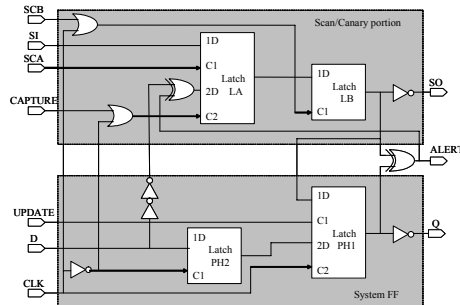 SCB
Scan/Canary portion
SI
1D
SCA
C1
Latch
LA
1D
Latch
LB
SO
2D
CAPTURE
C1
C2
ALERT
UPDATE
1D
C1
D
1D
Latch
PH2
2D
Latch
PH1
Q
C1
C2
CLK
System FF